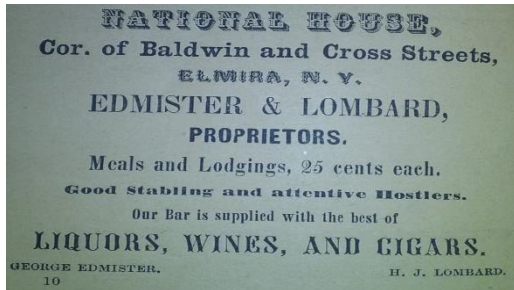 NATIONAL HOUSE,
Cor. of Baldwin and Cross Streets,
ELMIRA, N. Y.
EDMISTER & LOMBARD,
PROPRIETORS.
Meals and Lodgings, 25 cents each.
Good Stabling and attentive Hostlers.
Our Bar is supplied with the best of
LIQUORS, WINES, AND CIGARS.
GEORGE EDMISTER. H. J. LOMBARD.
10